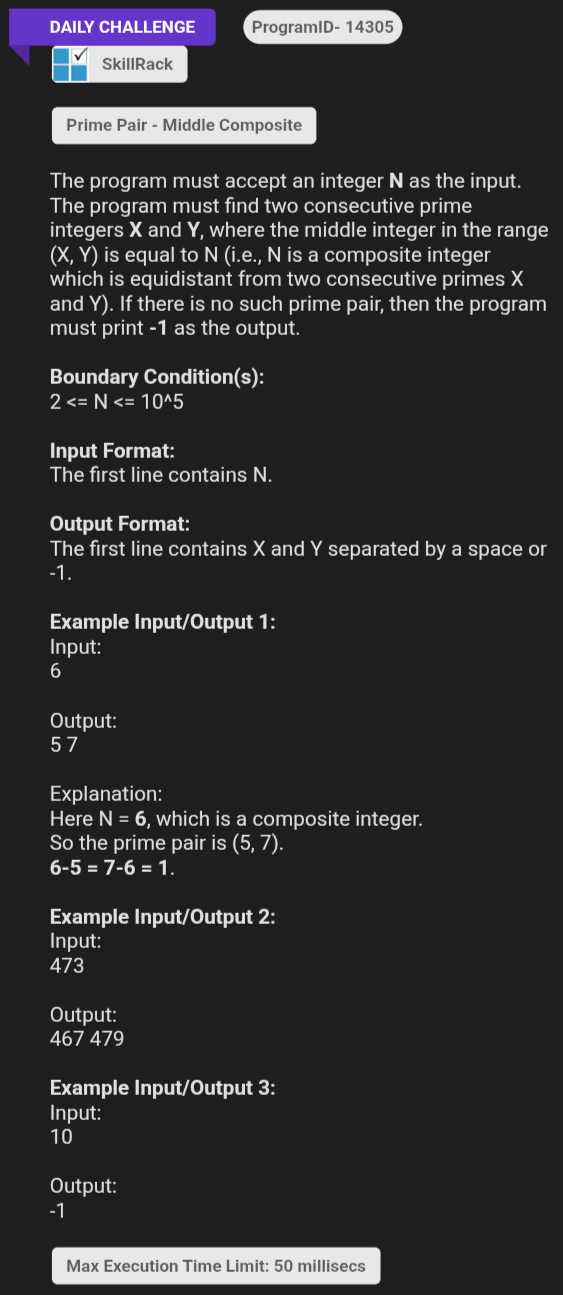 DAILY CHALLENGE
ProgramID- 14305
SkillRack
Prime Pair - Middle Composite
The program must accept an integer N as the input.
The program must find two consecutive prime
integers X and Y, where the middle integer in the range
(X, Y) is equal to N (i.e., N is a composite integer
which is equidistant from two consecutive primes X
and Y). If there is no such prime pair, then the program
must print -1 as the output.
Boundary Condition(s):
2 <= N <= 10^5
Input Format:
The first line contains N.
Output Format:
The first line contains X and Y separated by a space or
-1.
Example Input/Output 1:
Input:
6
Output:
5 7
Explanation:
Here N = 6, which is a composite integer.
So the prime pair is (5, 7).
6-5 = 7-6 = 1.
Example Input/Output 2:
Input:
473
Output:
467 479
Example Input/Output 3:
Input:
10
Output:
-1
Max Execution Time Limit: 50 millisecs